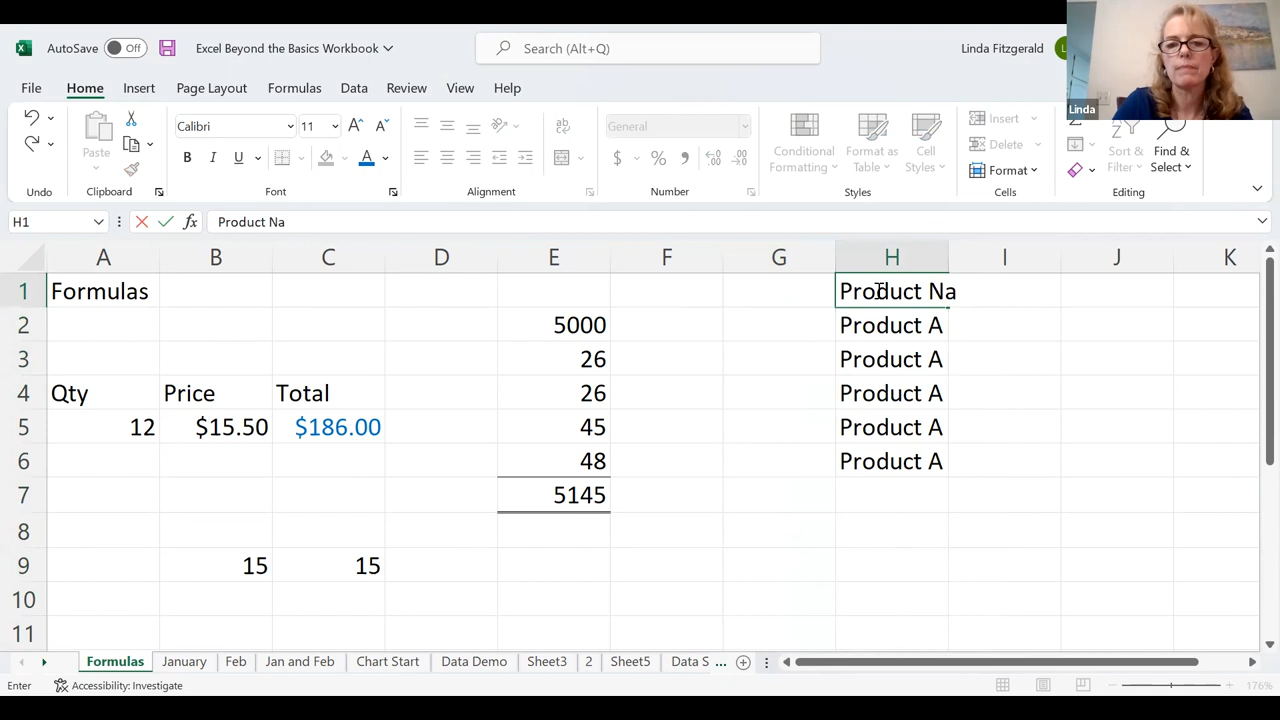 AutoSave Off Excel Beyond the Basics Workbook Search (Alt+Q) Linda Fitzgerald
Linda
File Home Insert Page Layout Formulas Data Review View Help
Calibri 11 General Insert
Paste Conditional Formatting Format as Table Cell Styles Delete Sort & Filter Find & Select
Format
Undo Clipboard Font Alignment Number Styles Cells Editing
H1 fx Product Na
A B C D E F G H I J K
1 Formulas Product Na
2 5000 Product A
3 26 Product A
4 Qty Price Total 26 Product A
5 12 $15.50 $186.00 45 Product A
6 48 Product A
7 5145
8
9 15 15
10
11
Formulas January Feb Jan and Feb Chart Start Data Demo Sheet3 2 Sheet5 Data S ...
Enter Accessibility: Investigate 176%